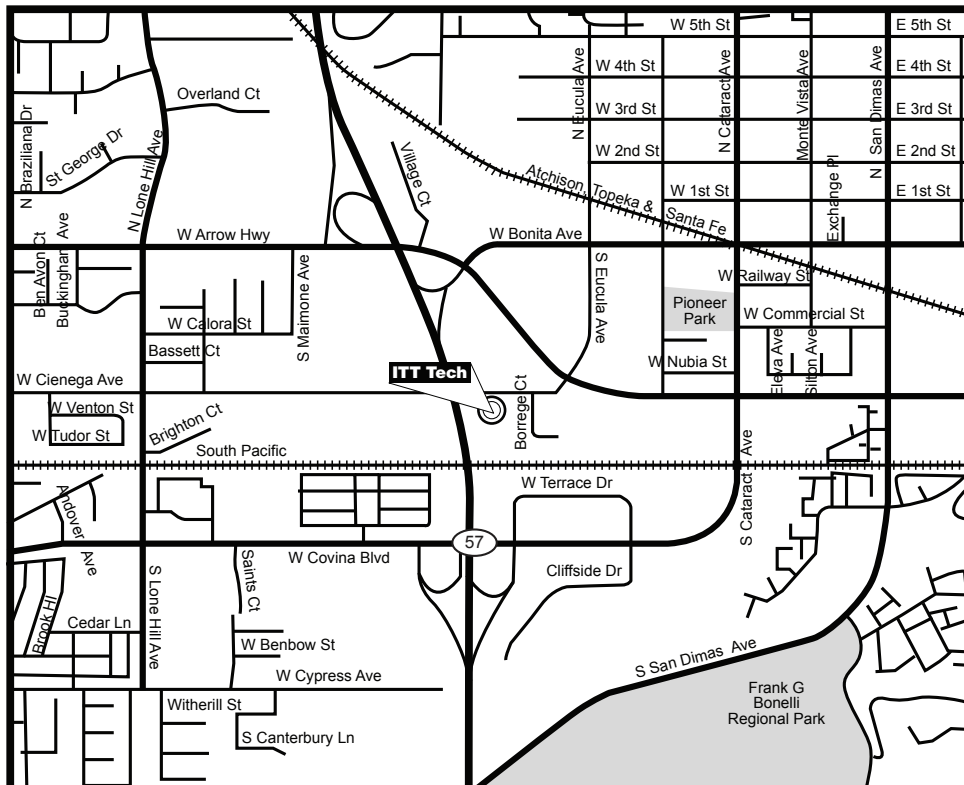 W 5th St
E 5th St
W 4th St
E 4th St
Overland Ct
W 3rd St
E 3rd St
N Eucula Ave
N Cataract Ave
Monte Vista Ave
N San Dimas Ave
N Braziliana Dr
St George Dr
N Lone Hill Ave
Village Ct
W 2nd St
E 2nd St
Atchison, Topeka & Santa Fe
W 1st St
E 1st St
Exchange Pl
W Arrow Hwy
W Bonita Ave
Ben Avon Ct
Buckingham Ave
S Maimone Ave
S Eucula Ave
W Railway St
Pioneer
Park
W Commercial St
W Calora St
Bassett Ct
W Nubia St
Eleva Ave
Silton Ave
ITT Tech
W Cienega Ave
W Venton St
W Tudor St
Brighton Ct
Borrege Ct
South Pacific
S Cataract Ave
W Terrace Dr
Andover Ave
57
W Covina Blvd
Saints Ct
Cliffside Dr
S Lone Hill Ave
Brook Hl
Cedar Ln
W Benbow St
S San Dimas Ave
W Cypress Ave
Witherill St
S Canterbury Ln
Frank G
Bonelli
Regional Park